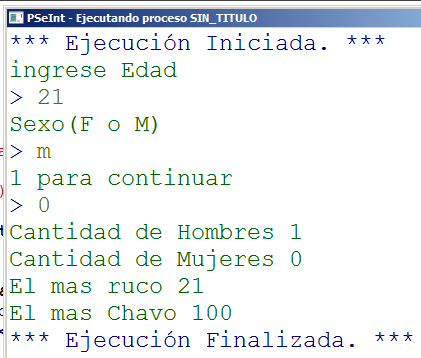 PSeInt - Ejecutando proceso SIN_TITULO
*** Ejecución Iniciada. ***
ingrese Edad
> 21
Sexo(F o M)
> m
1 para continuar
> 0
Cantidad de Hombres 1
Cantidad de Mujeres 0
El mas ruco 21
El mas Chavo 100
*** Ejecución Finalizada. ***